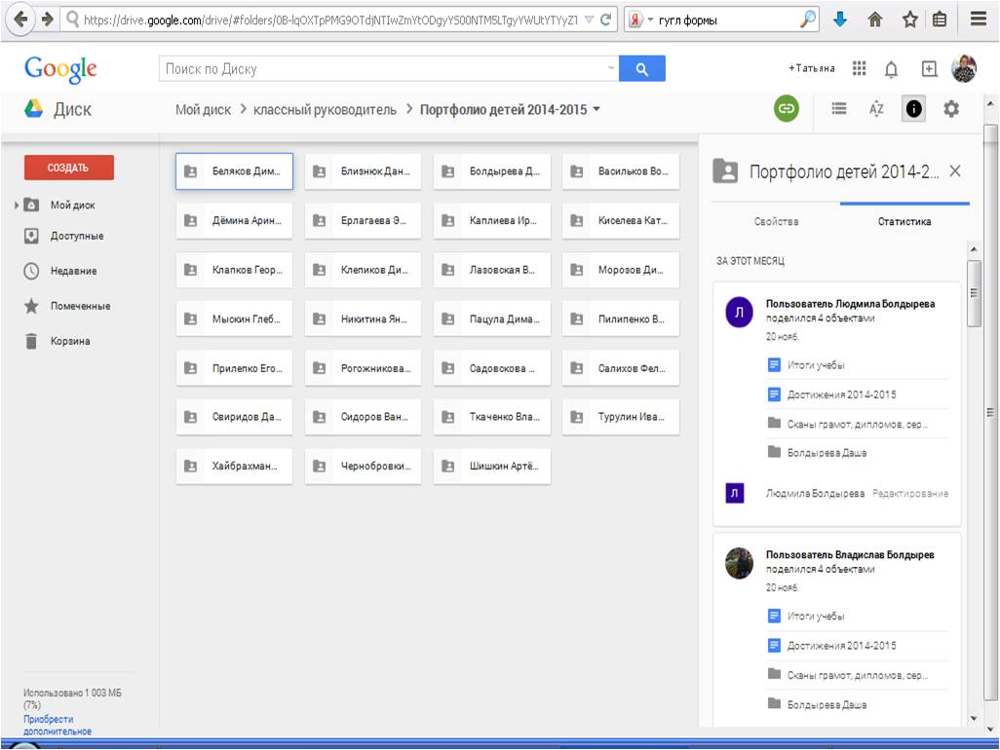 https://drive.google.com/drive/#folders/0B-lqOXTpPMG9OTdjNTIwZmYtODgyYS00NTM5LTgyYWUtYTYyZ1
гугл формы
Google
Поиск по Диску
+Татьяна
Диск
Мой диск > классный руководитель > Портфолио детей 2014-2015
СОЗДАТЬ
Мой диск
Доступные
Недавние
Помеченные
Корзина
Использовано 1 003 МБ
(7%)
Приобрести
дополнительное
Беляков Дим... Близнюк Дан... Болдырева Д... Васильков Во...
Дёмина Арин... Ерлагаева Э... Каплиева Ир... Киселева Кат...
Клапков Геор... Клепиков Ди... Лазовская В... Морозов Ди...
Мыскин Глеб... Никитина Ян... Пацула Дима... Пилипенко В...
Прилепко Его... Рогожникова... Садовскова ... Салихов Фел...
Свиридов Да... Сидоров Ван... Ткаченко Вла... Турулин Ива...
Хайбрахман... Чернобровки... Шишкин Артё...
Портфолио детей 2014-2...
Свойства Статистика
ЗА ЭТОТ МЕСЯЦ
Л
Пользователь Людмила Болдырева
поделился 4 объектами
20 нояб.
Итоги учебы
Достижения 2014-2015
Сканы грамот, дипломов, сер...
Болдырева Даша
Л Людмила Болдырева Редактирование
Пользователь Владислав Болдырев
поделился 4 объектами
20 нояб.
Итоги учебы
Достижения 2014-2015
Сканы грамот, дипломов, сер...
Болдырева Даша